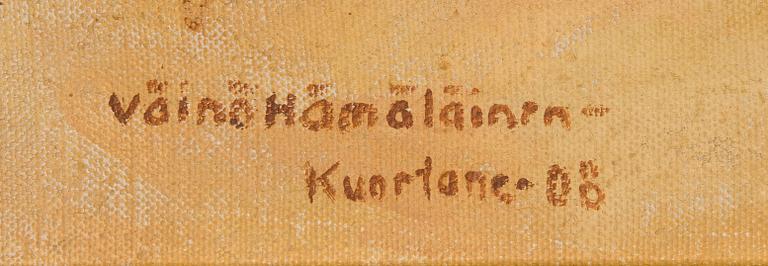 Väinö Hämäläinen-
Kuortane-08